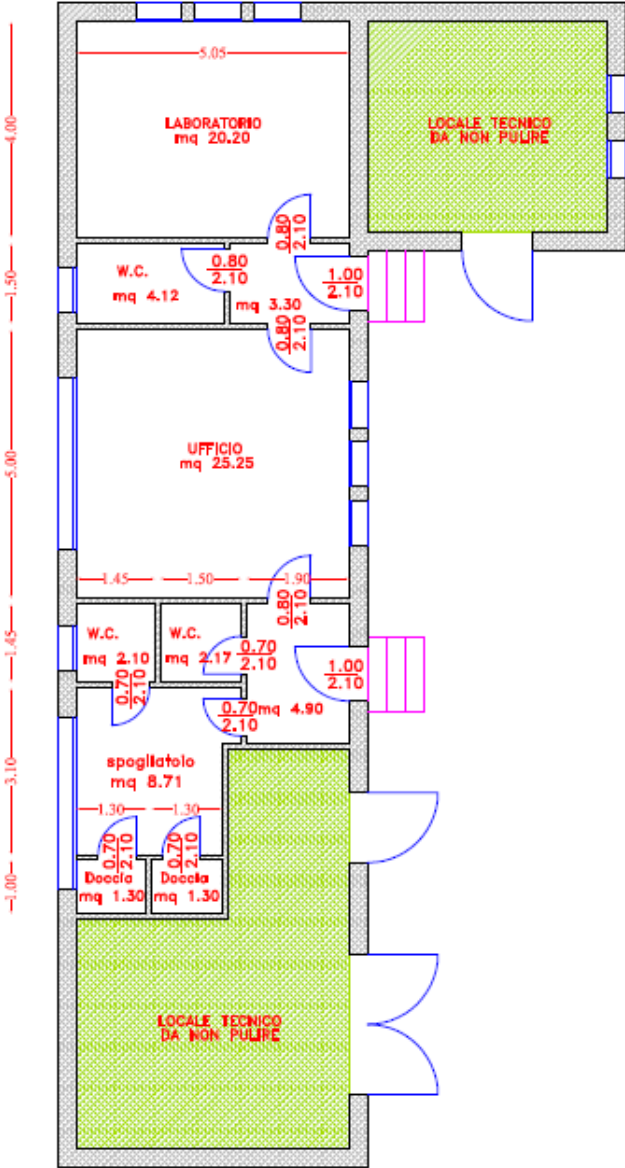 5.05
4.00
LABORATORIO
mq 20.20
LOCALE TECNICO
DA NON PULIRE
0.80
2.10
W.C.
mq 4.12
0.80
2.10
mq 3.30
1.00
2.10
1.50
0.80
2.10
UFFICIO
mq 25.25
5.00
1.45
1.50
1.90
0.80
2.10
W.C.
mq 2.10
W.C.
mq 2.17
0.70
2.10
1.00
2.10
1.45
0.70
2.10
0.70
2.10
mq 4.90
spogliatoio
mq 8.71
3.10
1.30
1.30
0.70
2.10
0.70
2.10
Doccia
mq 1.30
Doccia
mq 1.30
1.00
LOCALE TECNICO
DA NON PULIRE